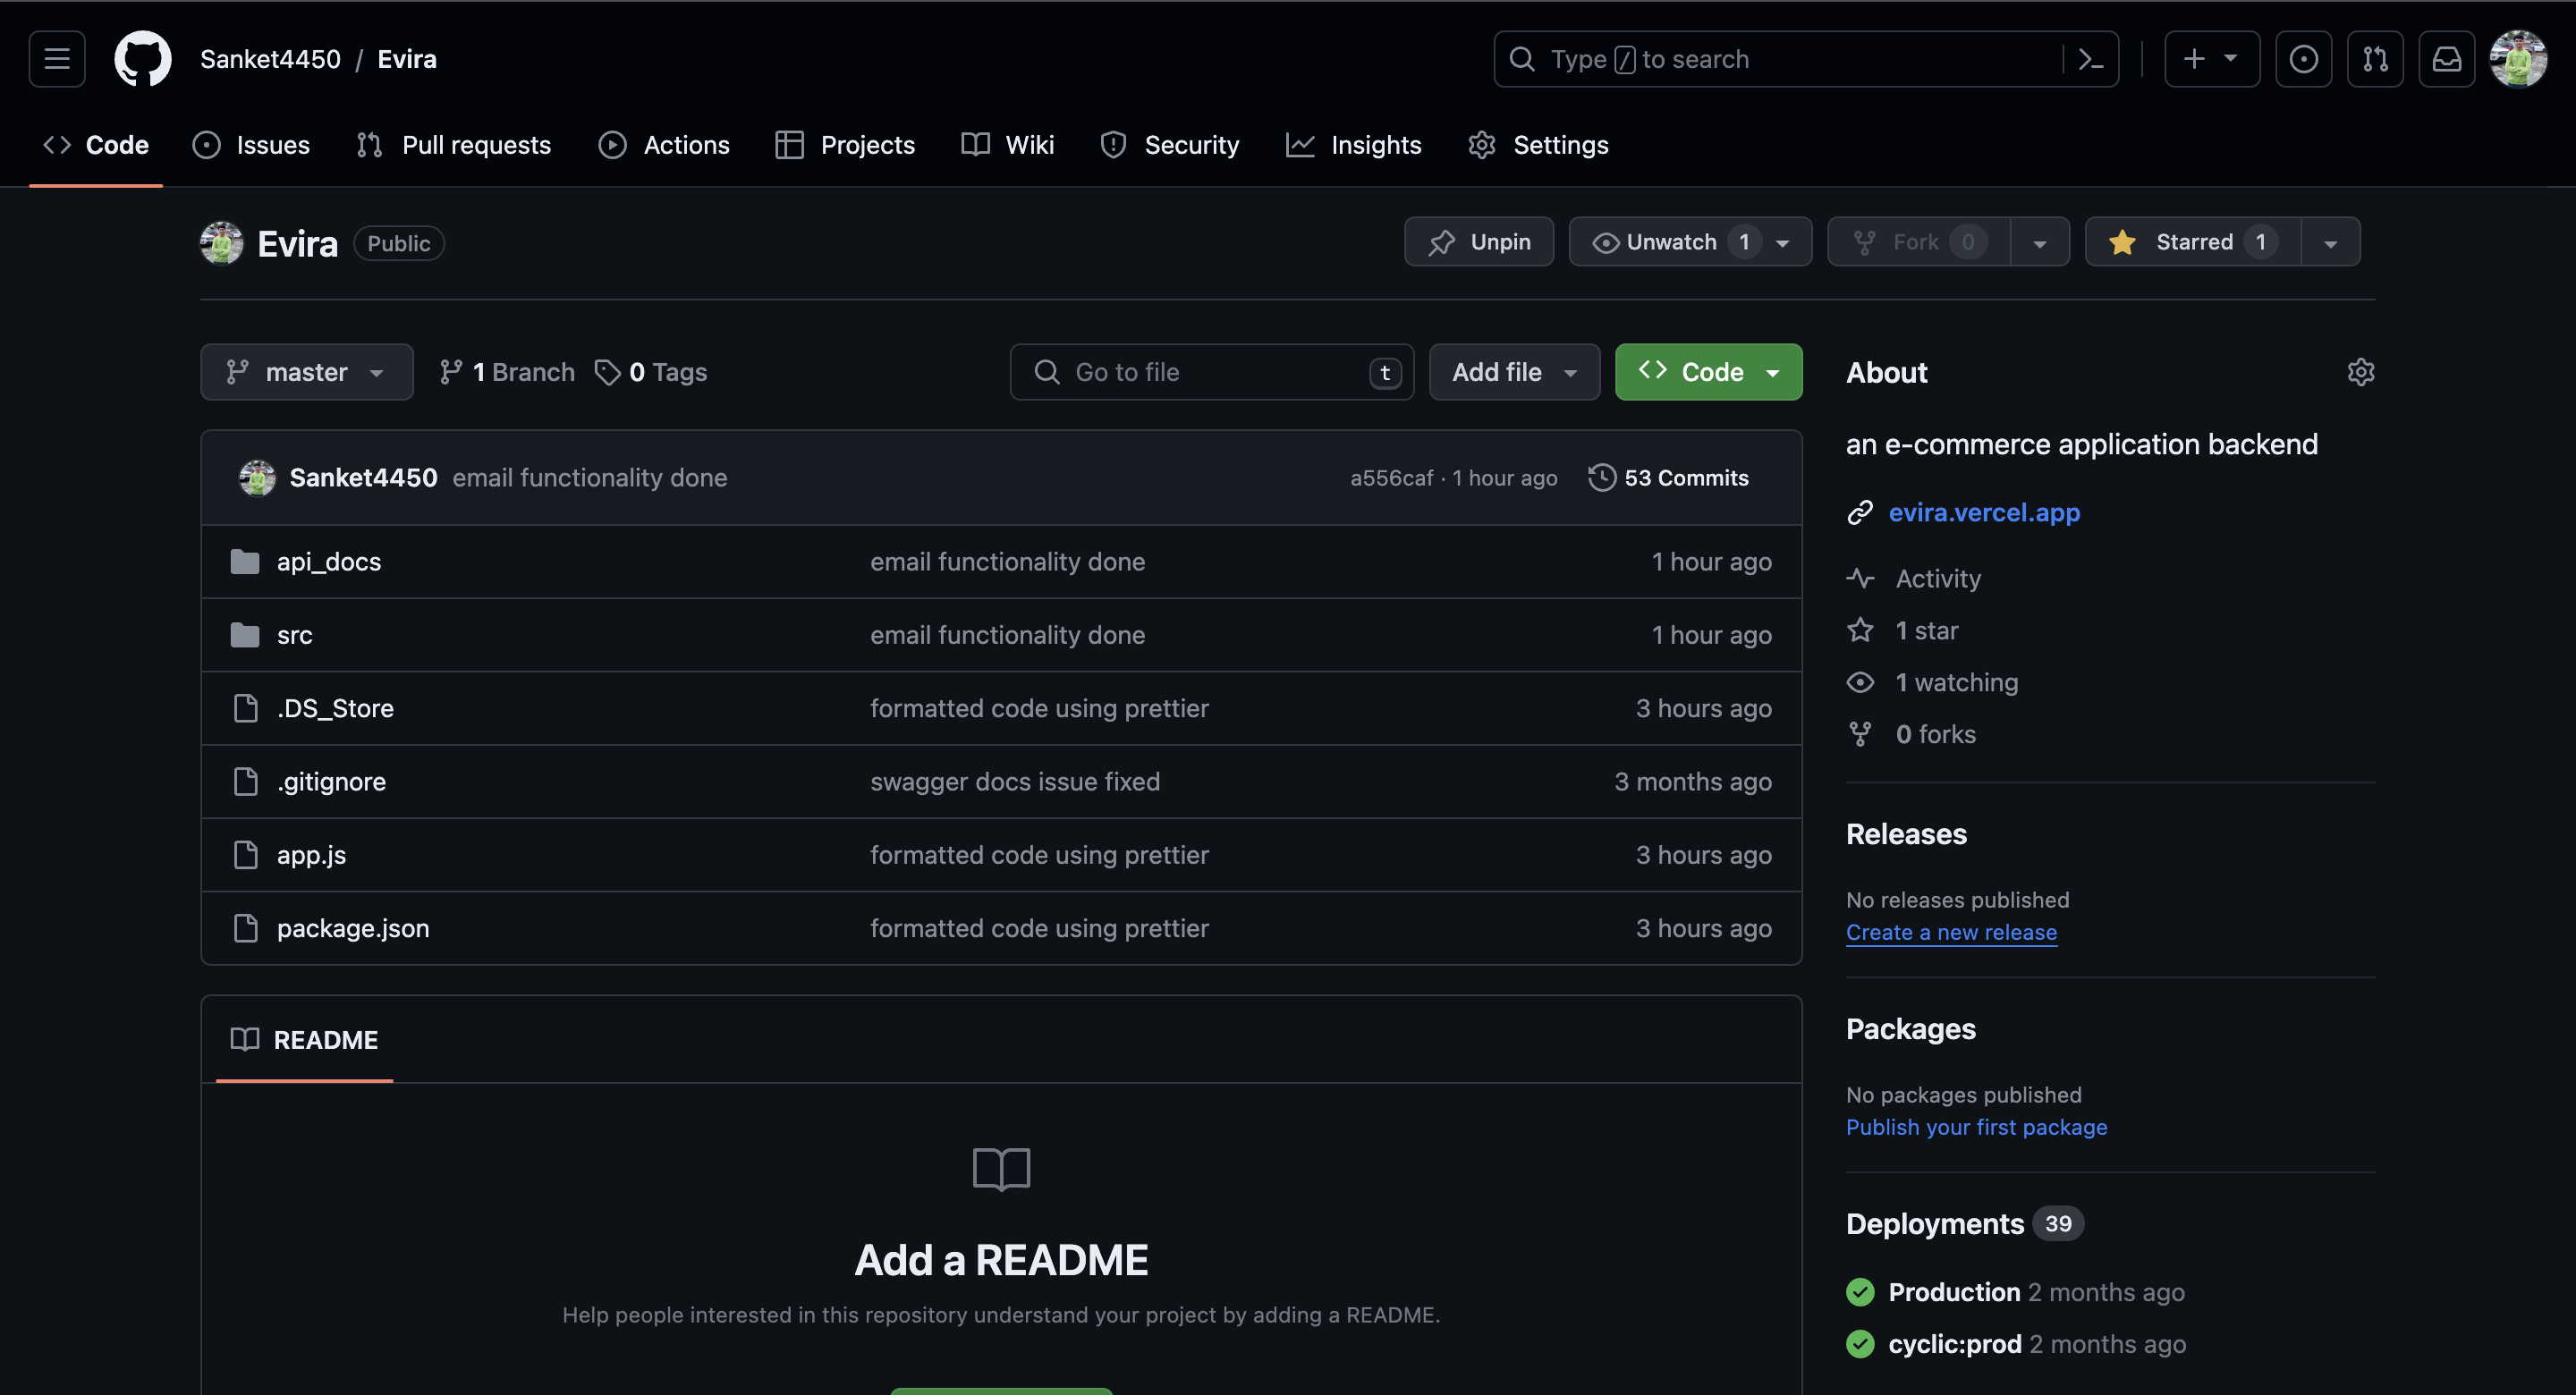 Sanket4450 / Evira
Type / to search
Code Issues Pull requests Actions Projects Wiki Security Insights Settings
Evira Public
Unpin Unwatch 1 Fork 0 Starred 1
master 1 Branch 0 Tags
Go to file t Add file Code
Sanket4450 email functionality done a556caf · 1 hour ago 53 Commits
api_docs email functionality done 1 hour ago
src email functionality done 1 hour ago
.DS_Store formatted code using prettier 3 hours ago
.gitignore swagger docs issue fixed 3 months ago
app.js formatted code using prettier 3 hours ago
package.json formatted code using prettier 3 hours ago
README
Add a README
Help people interested in this repository understand your project by adding a README.
About
an e-commerce application backend
evira.vercel.app
Activity
1 star
1 watching
0 forks
Releases
No releases published
Create a new release
Packages
No packages published
Publish your first package
Deployments 39
Production 2 months ago
cyclic:prod 2 months ago